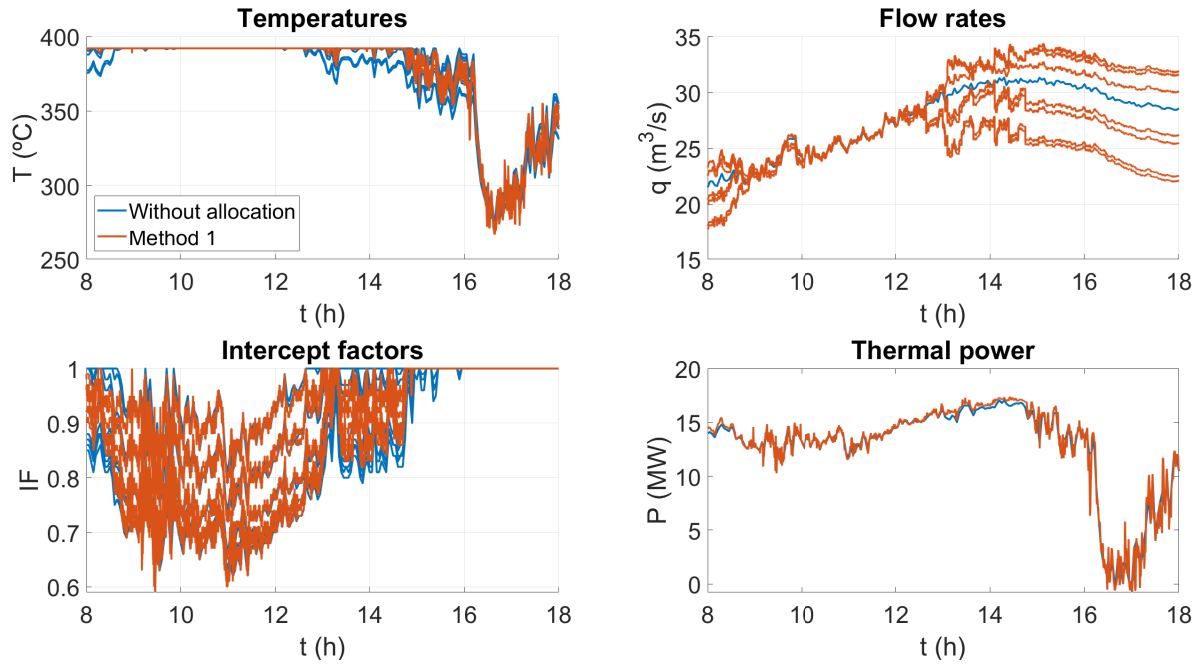 Temperatures
400
350
300
250
T (ºC)
Without allocation
Method 1
8 10 12 14 16 18
t (h)
Flow rates
35
30
25
20
15
q (m³/s)
8 10 12 14 16 18
t (h)
Intercept factors
1
0.9
0.8
0.7
0.6
IF
8 10 12 14 16 18
t (h)
Thermal power
20
15
10
5
0
P (MW)
8 10 12 14 16 18
t (h)